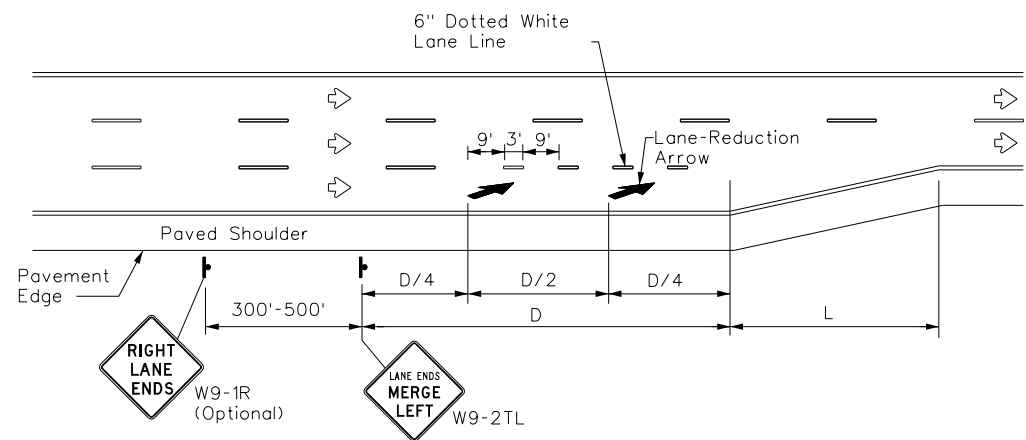 6" Dotted White
Lane Line
9' 3' 9'
Lane-Reduction
Arrow
Paved Shoulder
Pavement
Edge
D/4 D/2 D/4
300'-500' D L
RIGHT
LANE
ENDS
W9-1R
(Optional)
LANE ENDS
MERGE
LEFT
W9-2TL